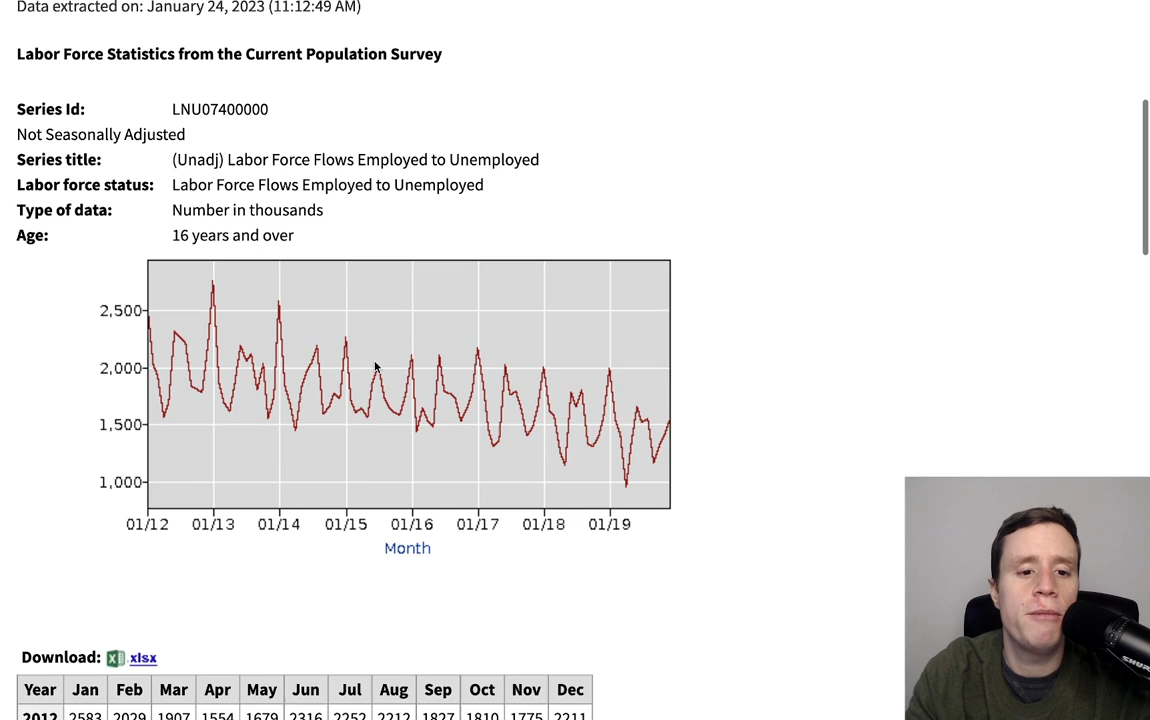 Data extracted on: January 24, 2023 (11:12:49 AM)
Labor Force Statistics from the Current Population Survey
Series Id: LNU07400000
Not Seasonally Adjusted
Series title: (Unadj) Labor Force Flows Employed to Unemployed
Labor force status: Labor Force Flows Employed to Unemployed
Type of data: Number in thousands
Age: 16 years and over
2,500
2,000
1,500
1,000
01/12 01/13 01/14 01/15 01/16 01/17 01/18 01/19
Month
Download: xlsx
Year Jan Feb Mar Apr May Jun Jul Aug Sep Oct Nov Dec
2012 2583 2029 1907 1554 1679 2316 2252 2212 1827 1810 1775 2211
SHURE